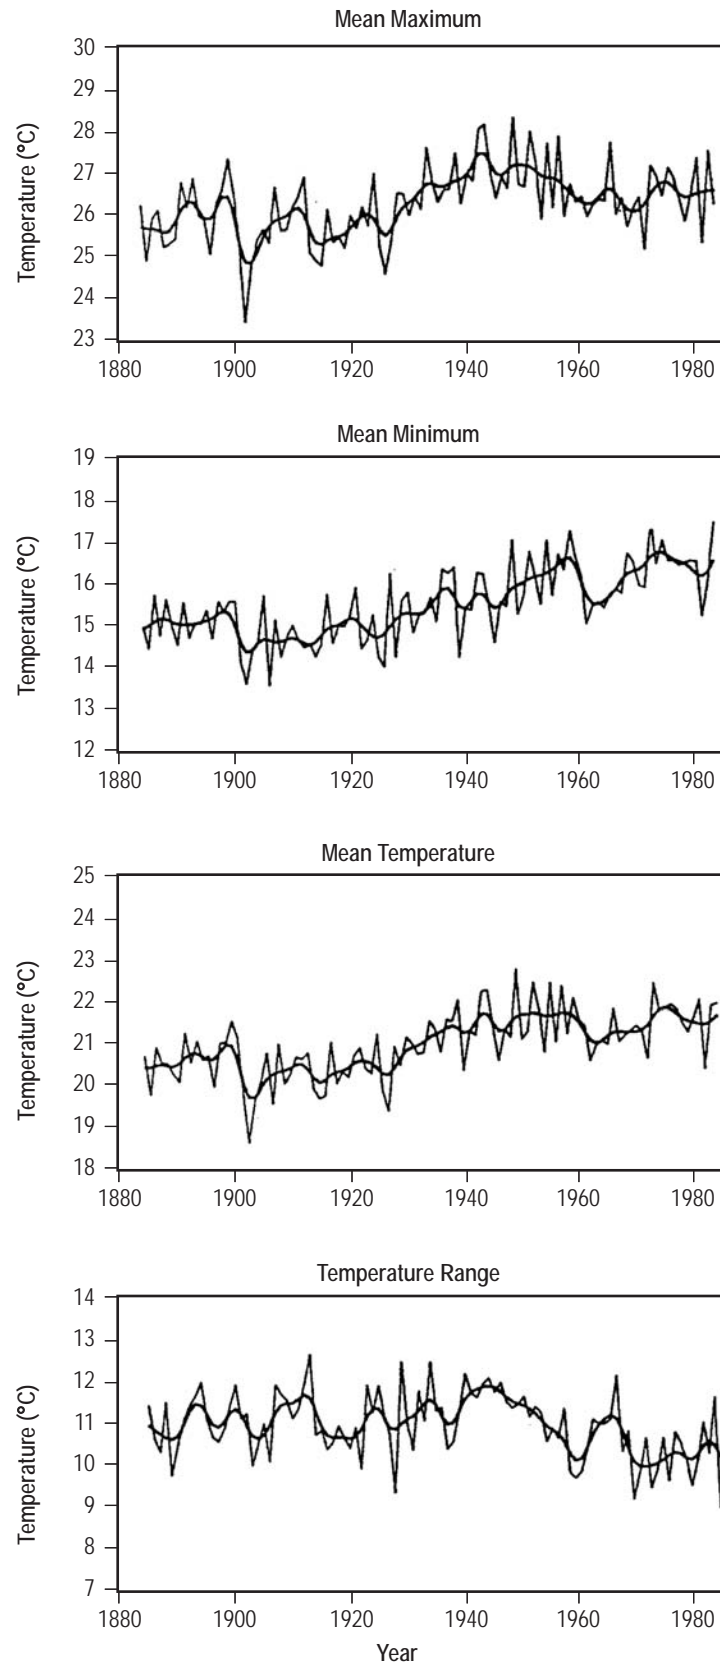 Mean Maximum
30
29
28
27
26
25
24
23
Temperature (°C)
1880 1900 1920 1940 1960 1980
Mean Minimum
19
18
17
16
15
14
13
12
Temperature (°C)
1880 1900 1920 1940 1960 1980
Mean Temperature
25
24
23
22
21
20
19
18
Temperature (°C)
1880 1900 1920 1940 1960 1980
Temperature Range
14
13
12
11
10
9
8
7
Temperature (°C)
1880 1900 1920 1940 1960 1980
Year